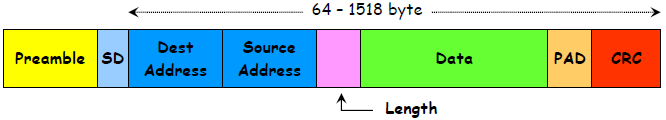 64 – 1518 byte
Preamble
SD
Dest
Address
Source
Address
Data
PAD
CRC
Length